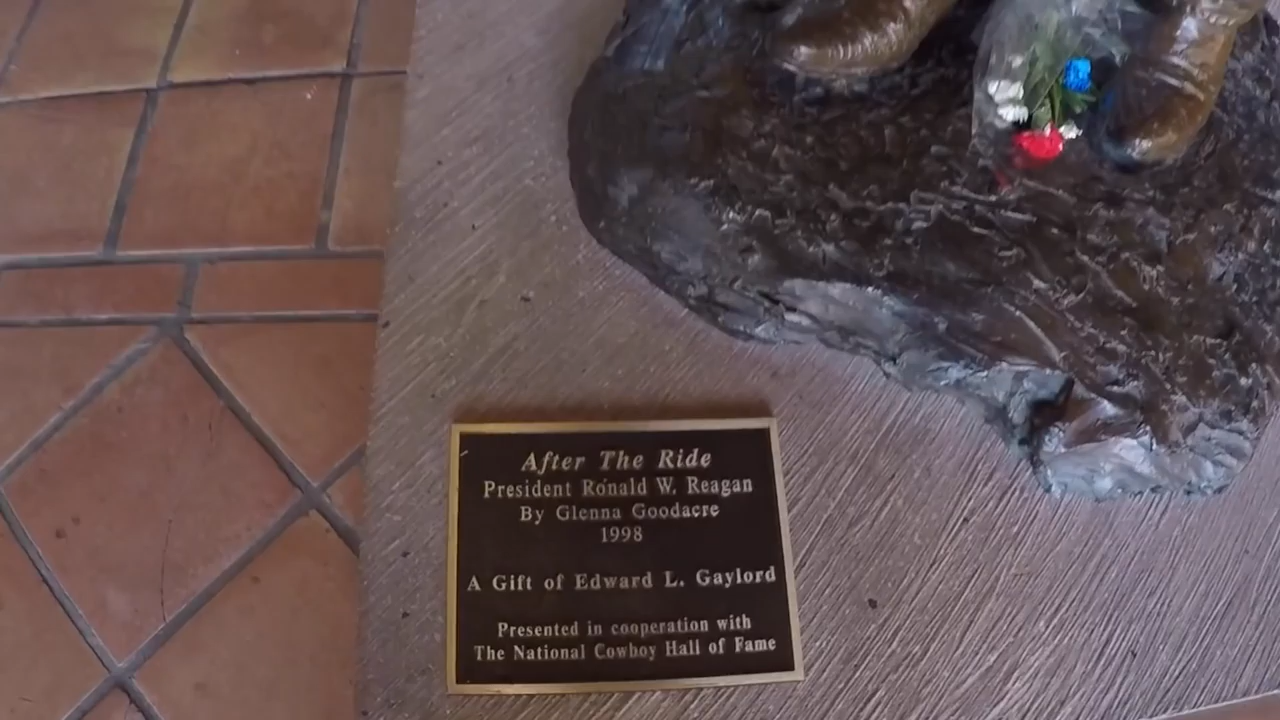 After The Ride
President Ronald W. Reagan
By Glenna Goodacre
1998
A Gift of Edward L. Gaylord
Presented in cooperation with
The National Cowboy Hall of Fame